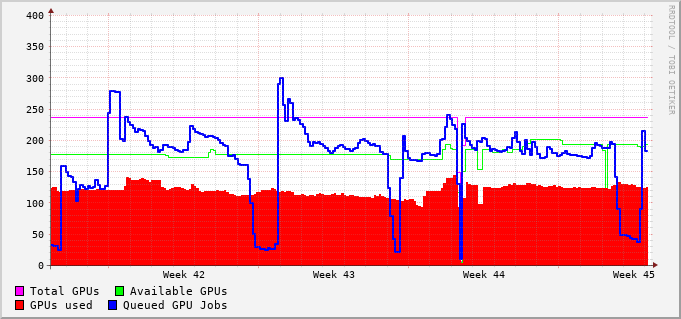 400
350
300
250
200
150
100
50
0
Week 42 Week 43 Week 44 Week 45
Total GPUs Available GPUs
GPUs used Queued GPU Jobs
RRDTOOL / TOBI OETIKER